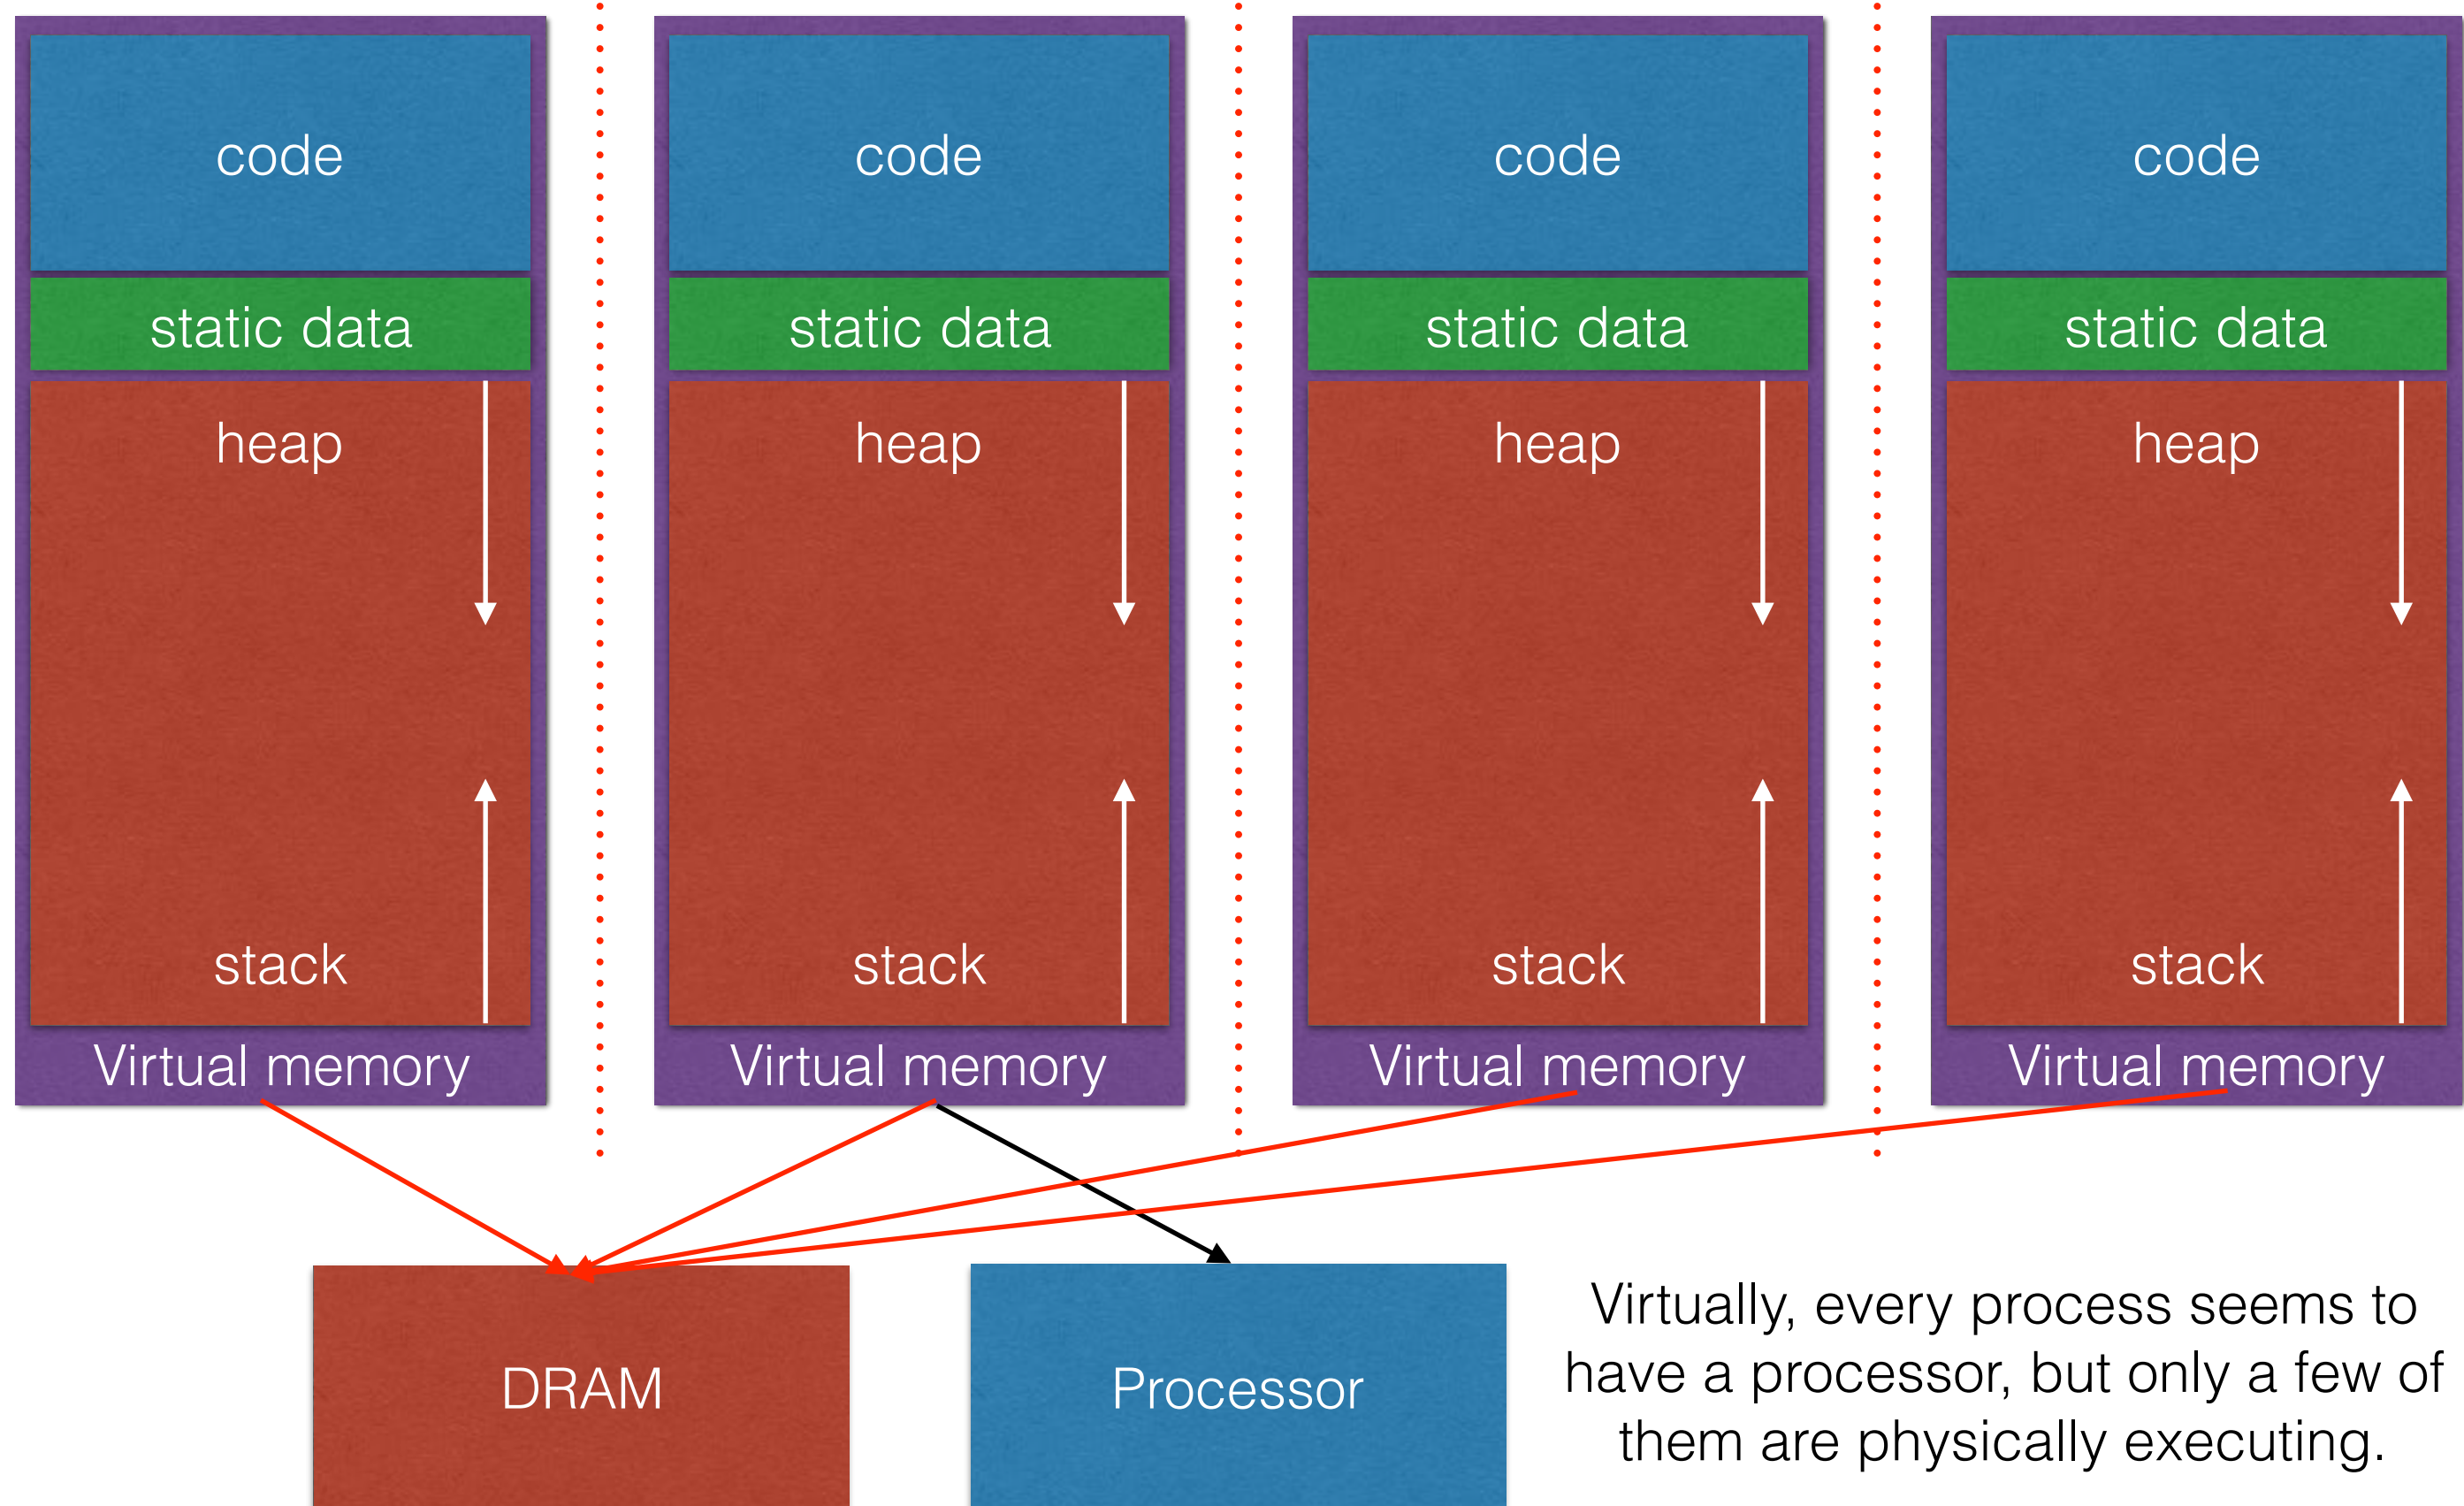 code
static data
heap
stack
Virtual memory
code
static data
heap
stack
Virtual memory
code
static data
heap
stack
Virtual memory
code
static data
heap
stack
Virtual memory
DRAM
Processor
Virtually, every process seems to
have a processor, but only a few of
them are physically executing.